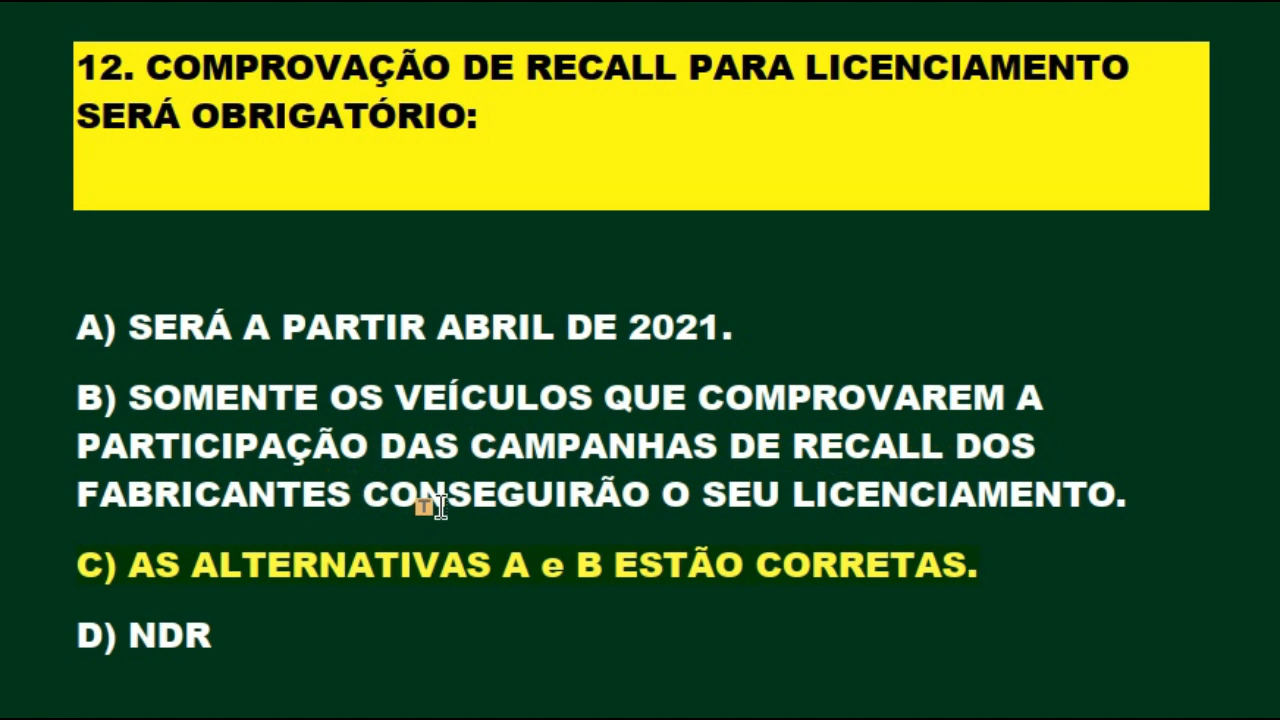 12. COMPROVAÇÃO DE RECALL PARA LICENCIAMENTO
SERÁ OBRIGATÓRIO:
A) SERÁ A PARTIR ABRIL DE 2021.
B) SOMENTE OS VEÍCULOS QUE COMPROVAREM A
PARTICIPAÇÃO DAS CAMPANHAS DE RECALL DOS
FABRICANTES CONSEGUIRÃO O SEU LICENCIAMENTO.
C) AS ALTERNATIVAS A e B ESTÃO CORRETAS.
D) NDR